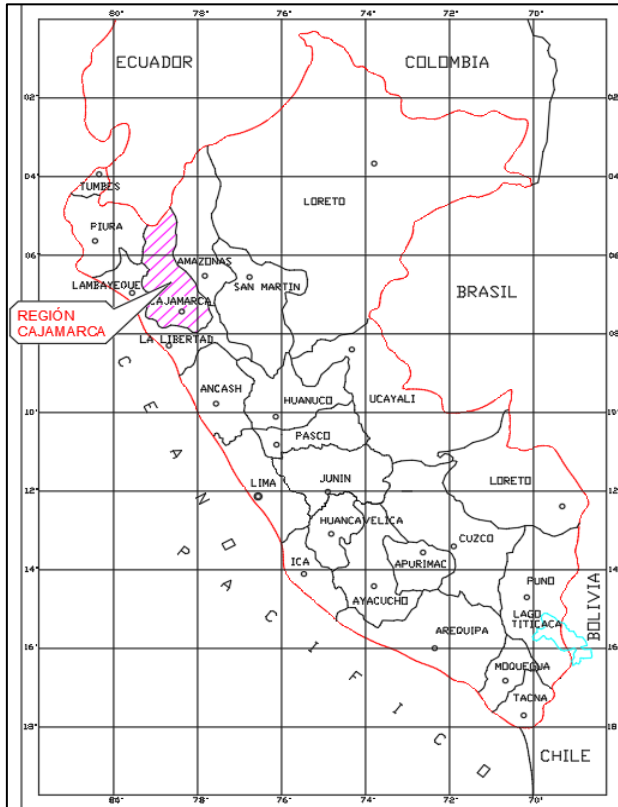 80' 78' 76' 74' 72' 70'
ECUADOR
COLOMBIA
02' 02'
04' 04'
TUMBES
LORETO
PIURA
06' 06'
AMAZONAS
LAMBAYEQUE
SAN MARTIN
BRASIL
CAJAMARCA
REGIÓN
CAJAMARCA
08' 08'
LA LIBERTAD
ANCASH
HUANUCO
UCAYALI
10' 10'
PASCO
LIMA
JUNIN
LORETO
12' 12'
HUANCAVELICA
CUZCO
ICA
APURIMAC
14' 14'
PUNO
AYACUCHO
LAGO
TITICACA
BOLIVIA
AREQUIPA
16' 16'
MOQUEGUA
TACNA
18' 18'
C E A N O P A C I F I C O
CHILE
80' 78' 76' 74' 72' 70'